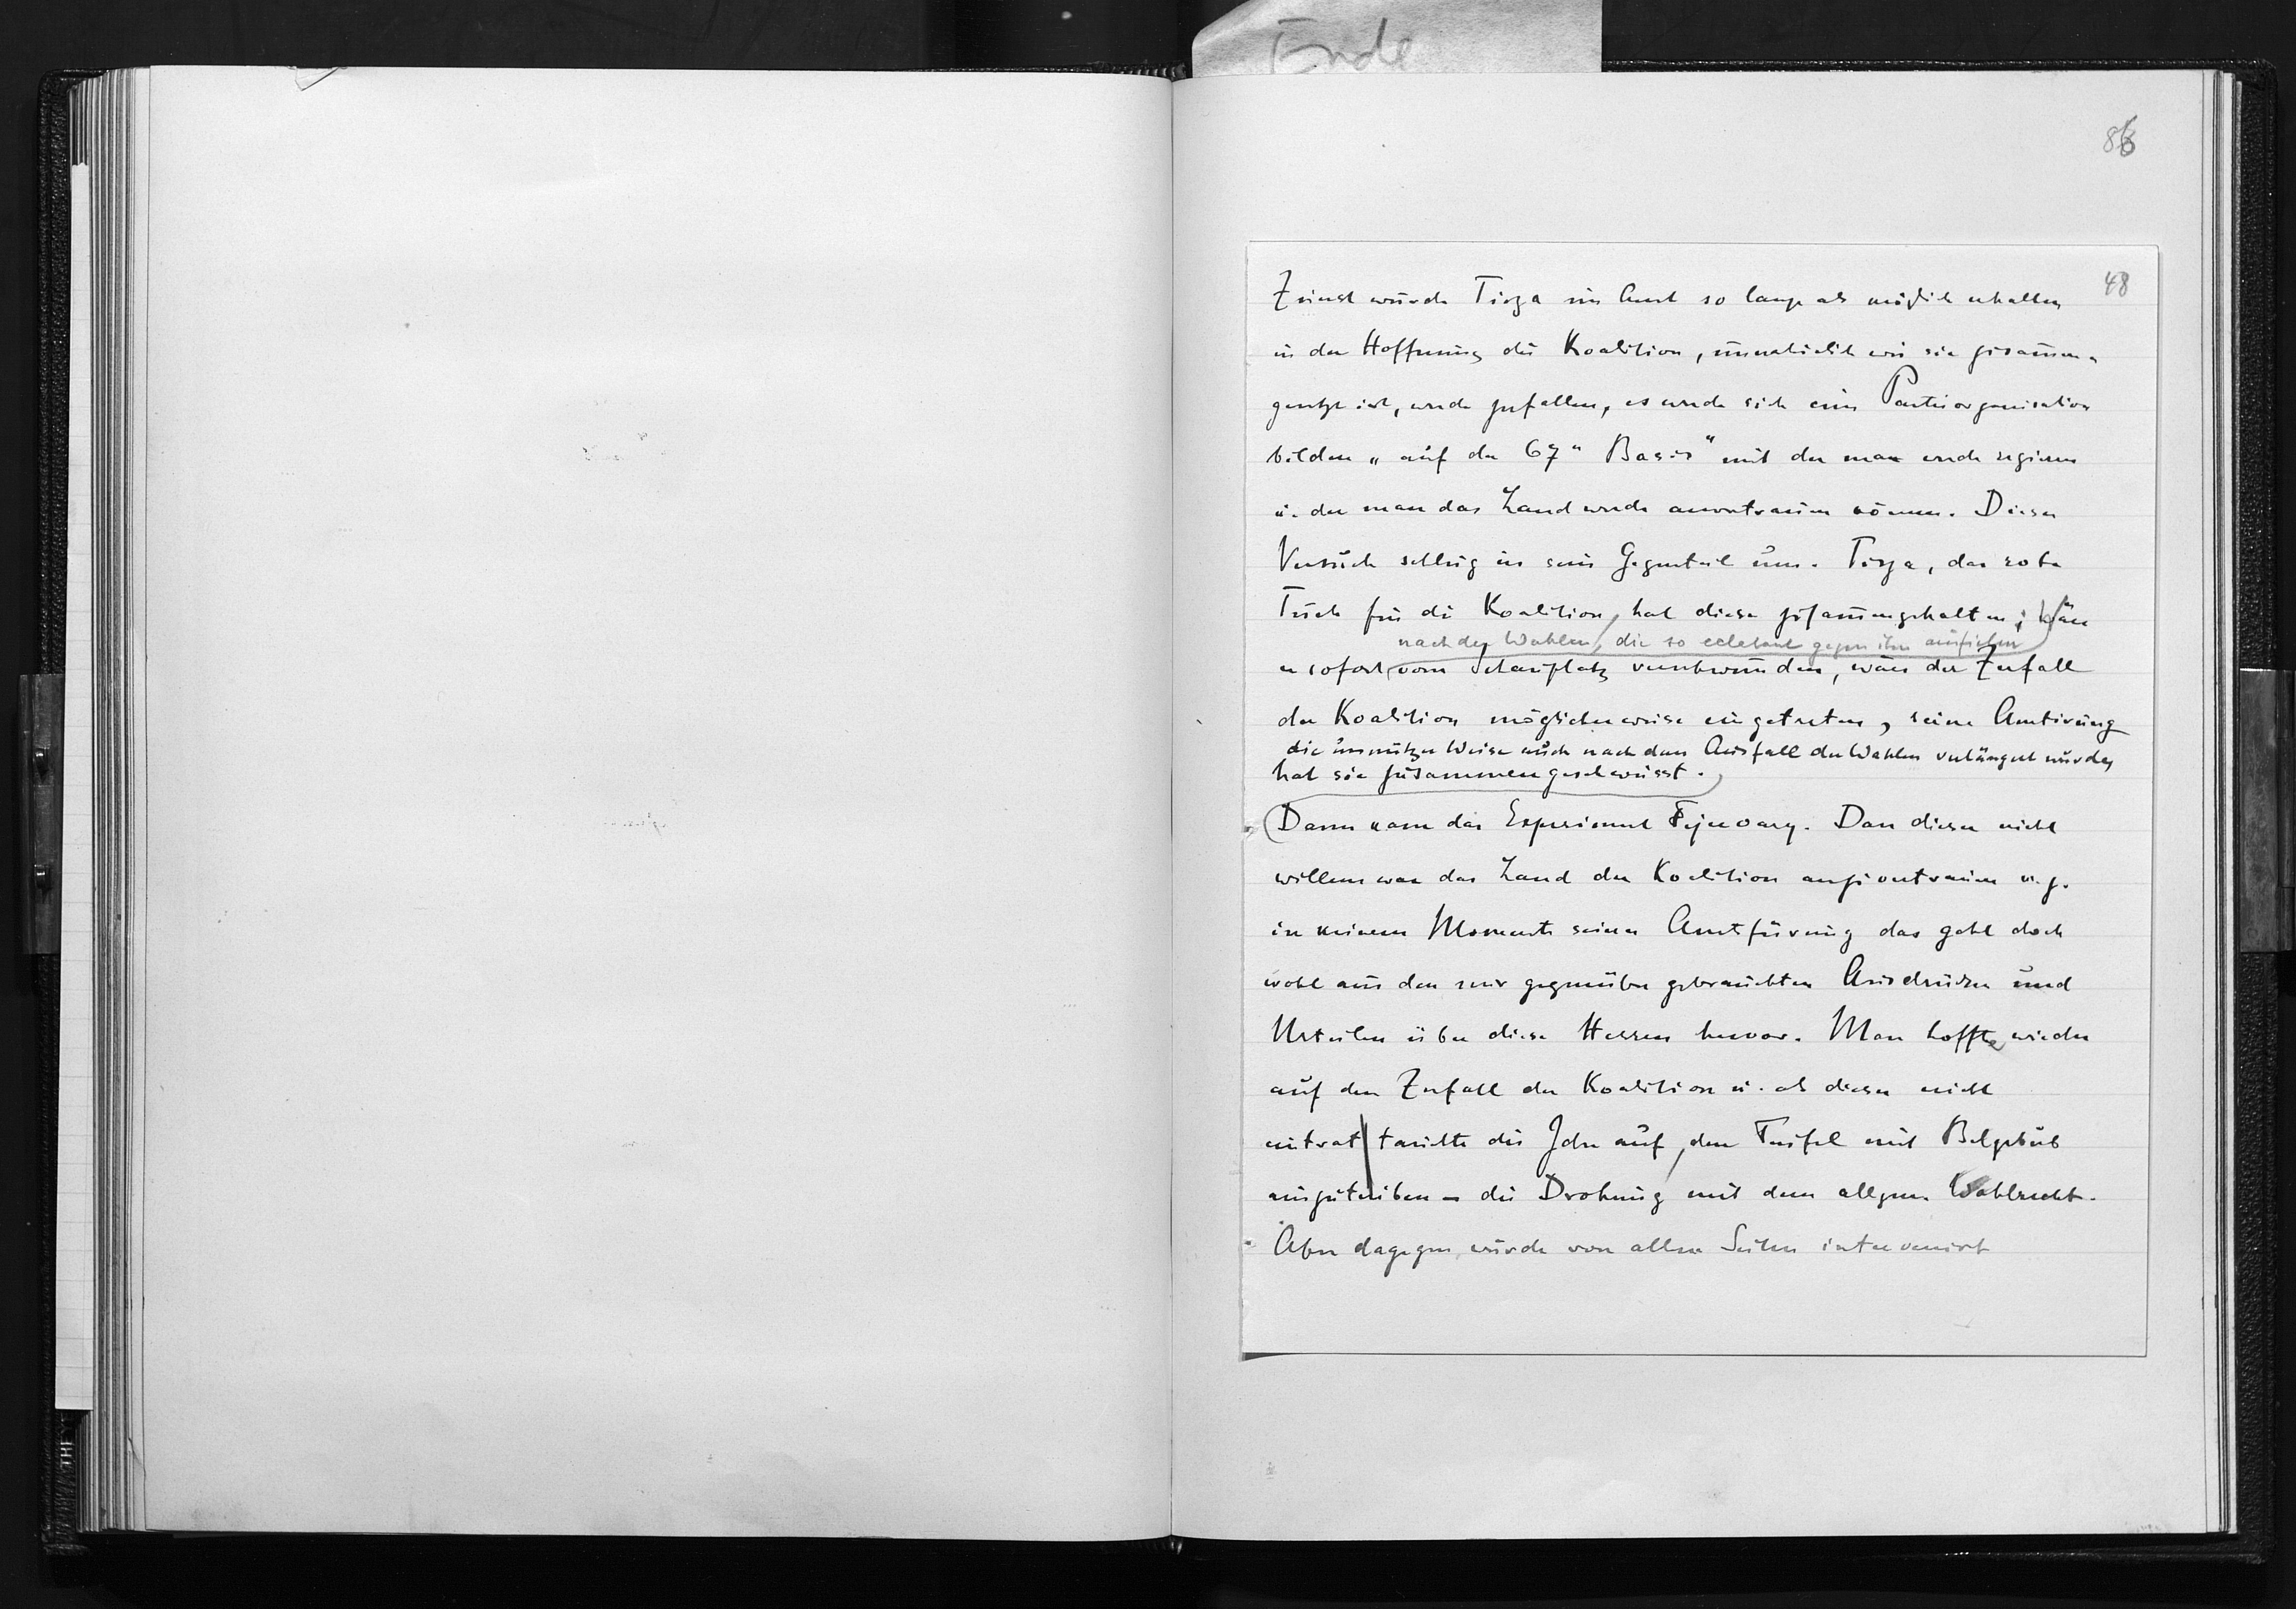 Ende
86
48
Zuerst wurde Tisza im Amt so lange als möglich erhalten
in der Hoffnung die Koalition, unnatürlich wie sie zusammen-
gesetzt ist, werde zerfallen, es werde sich eine Parteiorganisation
bilden „auf der 67er Basis" mit der man werde regieren
u. der man das Land werde anvertrauen können. Dieser
Versuch schlug in sein Gegenteil um. Tisza, das rote
Tuch für die Koalition, hat diese zusammengehalten; wäre
nach den Wahlen, die so eclatant gegen ihn ausfielen
er sofort vom Schauplatz verschwunden, wäre der Zerfall
der Koalition möglicherweise eingetreten, seine Amtirung
die unnützer Weise auch nach dem Ausfall der Wahlen verlängert wurde,
hat sie zusammengeschweisst.
Dann kam das Experiment Fejervary. Dass dieser nicht
willens war das Land der Koalition anzuvertrauen u. z.
in keinem Momente seiner Amtsfürung das geht doch
wohl aus den mir gegenüber gebrauchten Ausdrücken und
Urteilen über diese Herren hervor. Man hoffte wieder
auf den Zerfall der Koalition u. als dieser nicht
eintrat tauchte die Idee auf, den Teufel mit Belzebub
auszutreiben – die Drohung mit dem allgem. Wahlrecht.
Aber dagegen wurde von allen Seiten intervenirt